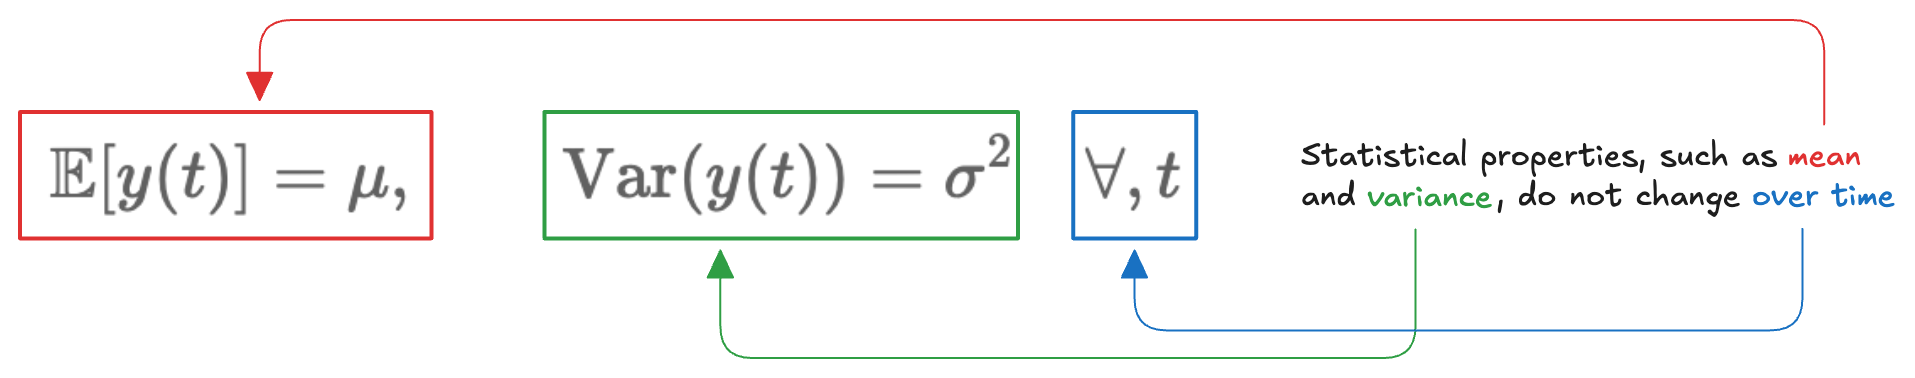 𝔼[y(t)] = μ, Var(y(t)) = σ² ∀, t
Statistical properties, such as mean
and variance, do not change over time